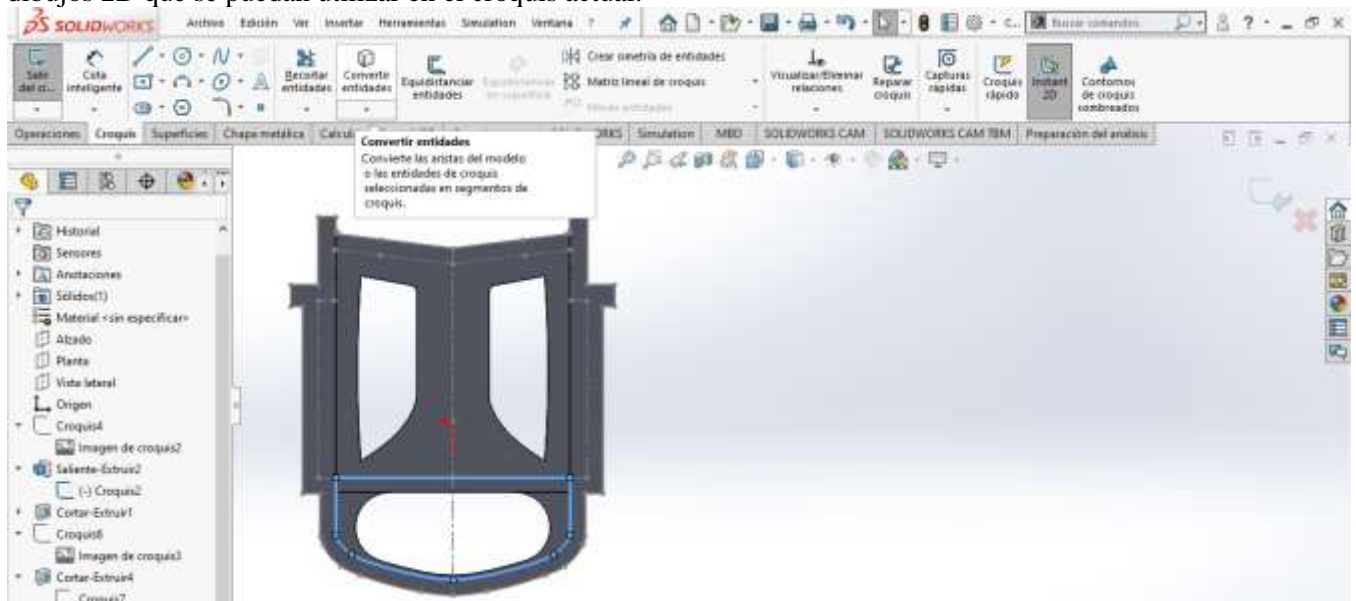 dibujos 2D que se puedan utilizar en el croquis actual.
SOLIDWORKS Archivo Edición Ver Insertar Herramientas Simulation Ventana ?
Buscar comandos
Salir del cr...
Cota inteligente
Recortar entidades
Convertir entidades
Equidistanciar entidades
Crear simetría de entidades
Matriz lineal de croquis
Mover entidades
Visualizar/Eliminar relaciones
Reparar croquis
Capturas rápidas
Croquis rápido
Instant 2D
Contornos de croquis sombreados
Operaciones Croquis Superficies Chapa metálica Simulation MBD SOLIDWORKS CAM SOLIDWORKS CAM TBM Preparación del análisis
Convertir entidades
Convierte las aristas del modelo
o las entidades de croquis
seleccionadas en segmentos de
croquis.
Historial
Sensores
Anotaciones
Sólidos(1)
Material <sin especificar>
Alzado
Planta
Vista lateral
Origen
Croquis4
Imagen de croquis2
Saliente-Extruir2
(-) Croquis2
Cortar-Extruir1
Croquis6
Imagen de croquis3
Cortar-Extruir4
Croquis7